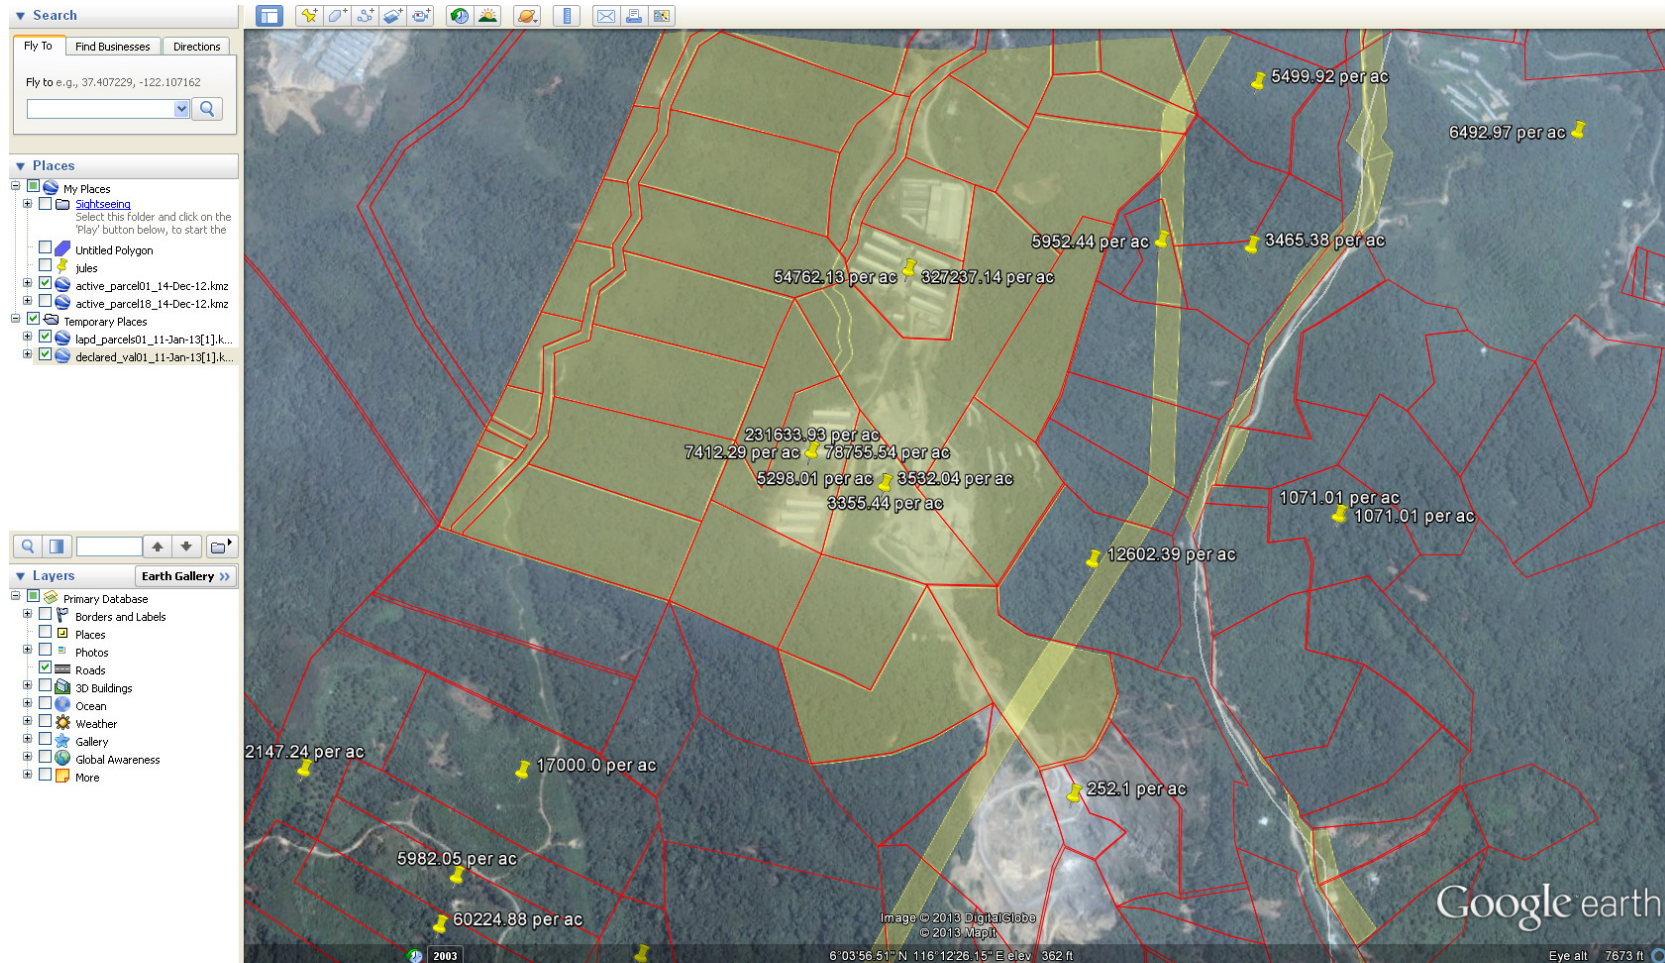 Search
Fly To
Find Businesses
Directions
Fly to e.g., 37.407229, -122.107162
Places
My Places
Sightseeing
Select this folder and click on the
'Play' button below, to start the
Untitled Polygon
jules
active_parcel01_14-Dec-12.kmz
active_parcel18_14-Dec-12.kmz
Temporary Places
lapd_parcels01_11-Jan-13[1].k...
declared_val01_11-Jan-13[1].k...
Layers
Earth Gallery >>
Primary Database
Borders and Labels
Places
Photos
Roads
3D Buildings
Ocean
Weather
Gallery
Global Awareness
More
5499.92 per ac
6492.97 per ac
5952.44 per ac
3465.38 per ac
54762.13 per ac
327237.14 per ac
231633.93 per ac
7412.29 per ac
78755.54 per ac
5298.01 per ac
3532.04 per ac
3355.44 per ac
1071.01 per ac
1071.01 per ac
12602.39 per ac
2147.24 per ac
17000.0 per ac
252.1 per ac
5982.05 per ac
60224.88 per ac
Google earth
Image © 2013 DigitalGlobe
© 2013 MapIt
2003
6°03'56.51" N 116°12'26.15" E elev 362 ft
Eye alt 7673 ft